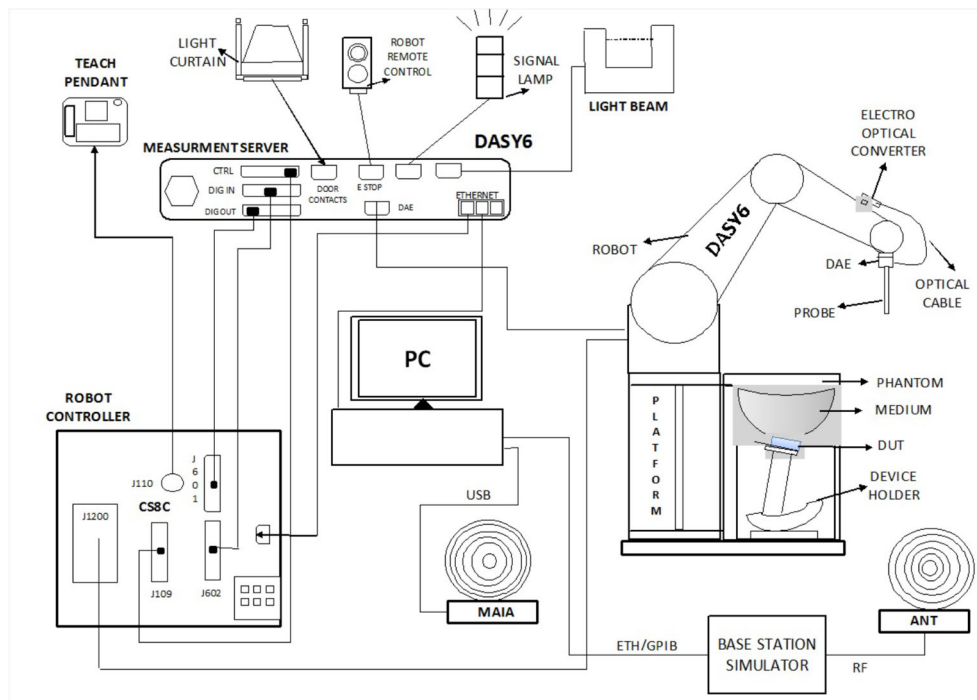 LIGHT
CURTAIN
ROBOT
REMOTE
CONTROL
SIGNAL
LAMP
LIGHT BEAM
TEACH
PENDANT
MEASURMENT SERVER
DASY6
CTRL
DIG IN
DIG OUT
DOOR
CONTACTS
E STOP
DAE
ETHERNET
ELECTRO
OPTICAL
CONVERTER
ROBOT
DASY6
DAE
PROBE
OPTICAL
CABLE
PC
PLATFORM
PHANTOM
MEDIUM
DUT
DEVICE
HOLDER
ROBOT
CONTROLLER
J110
J601
CS8C
J1200
J109
J602
USB
MAIA
ETH/GPIB
BASE STATION
SIMULATOR
RF
ANT